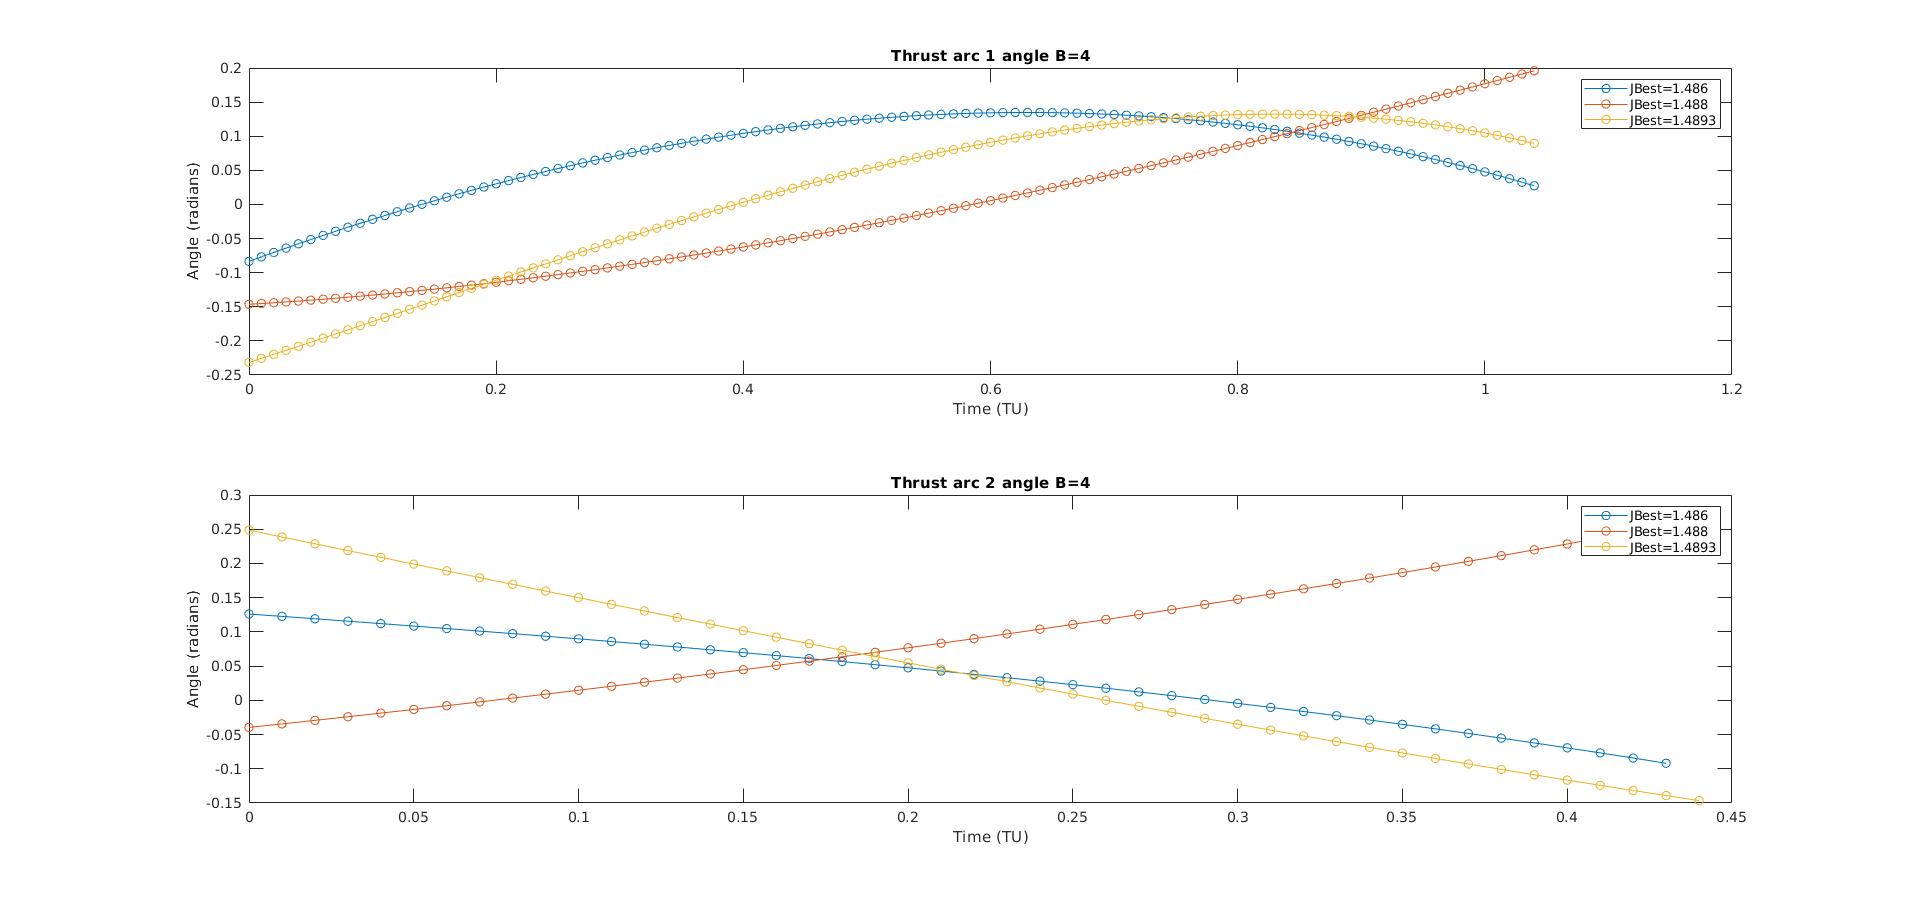 Thrust arc 1 angle B=4
0.2
0.15
0.1
0.05
0
-0.05
-0.1
-0.15
-0.2
-0.25
Angle (radians)
JBest=1.486
JBest=1.488
JBest=1.4893
0 0.2 0.4 0.6 0.8 1 1.2
Time (TU)
Thrust arc 2 angle B=4
0.3
0.25
0.2
0.15
0.1
0.05
0
-0.05
-0.1
-0.15
Angle (radians)
JBest=1.486
JBest=1.488
JBest=1.4893
0 0.05 0.1 0.15 0.2 0.25 0.3 0.35 0.4 0.45
Time (TU)